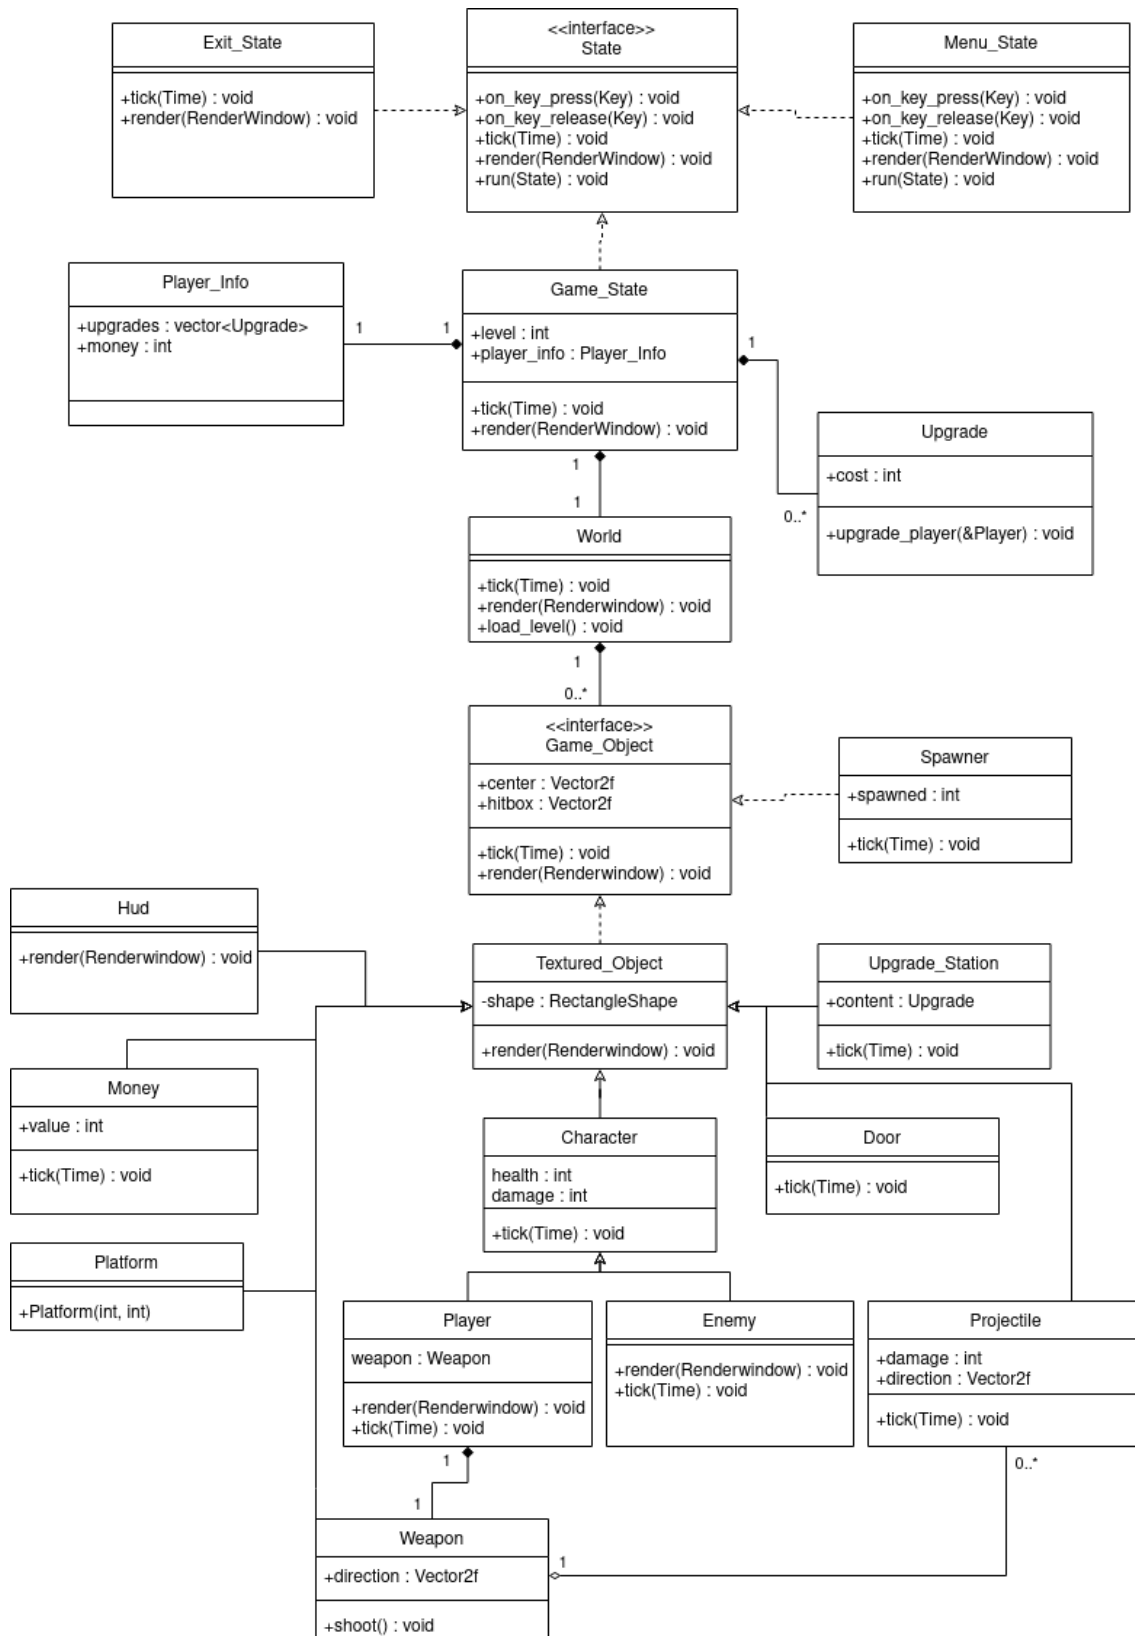 Exit_State
+tick(Time) : void
+render(RenderWindow) : void
<<interface>>
State
+on_key_press(Key) : void
+on_key_release(Key) : void
+tick(Time) : void
+render(RenderWindow) : void
+run(State) : void
Menu_State
+on_key_press(Key) : void
+on_key_release(Key) : void
+tick(Time) : void
+render(RenderWindow) : void
+run(State) : void
Player_Info
+upgrades : vector<Upgrade>
+money : int
1
1
Game_State
+level : int
+player_info : Player_Info
+tick(Time) : void
+render(RenderWindow) : void
1
0..*
Upgrade
+cost : int
+upgrade_player(&Player) : void
1
1
World
+tick(Time) : void
+render(Renderwindow) : void
+load_level() : void
1
0..*
<<interface>>
Game_Object
+center : Vector2f
+hitbox : Vector2f
+tick(Time) : void
+render(Renderwindow) : void
Spawner
+spawned : int
+tick(Time) : void
Hud
+render(Renderwindow) : void
Textured_Object
-shape : RectangleShape
+render(Renderwindow) : void
Upgrade_Station
+content : Upgrade
+tick(Time) : void
Money
+value : int
+tick(Time) : void
Character
health : int
damage : int
+tick(Time) : void
Door
+tick(Time) : void
Platform
+Platform(int, int)
Player
weapon : Weapon
+render(Renderwindow) : void
+tick(Time) : void
Enemy
+render(Renderwindow) : void
+tick(Time) : void
Projectile
+damage : int
+direction : Vector2f
+tick(Time) : void
1
1
0..*
Weapon
+direction : Vector2f
+shoot() : void
1